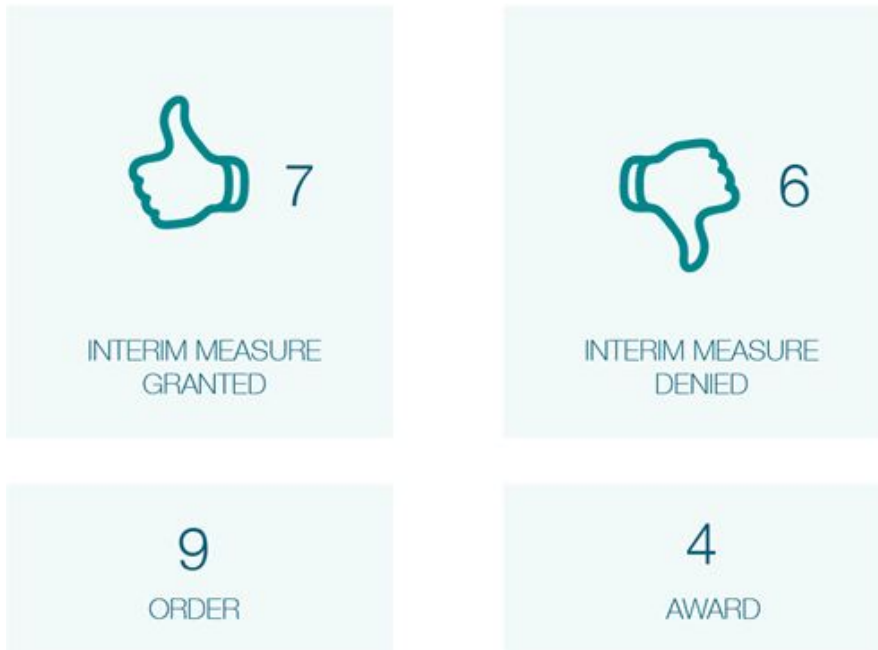 7
INTERIM MEASURE
GRANTED
6
INTERIM MEASURE
DENIED
9
ORDER
4
AWARD